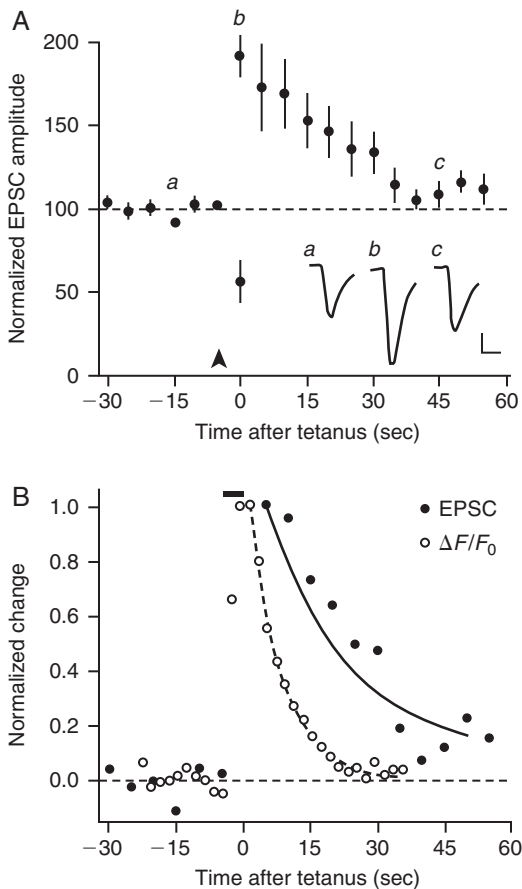 A
b
200
150
100
50
0
Normalized EPSC amplitude
a
c
a b c
−30 −15 0 15 30 45 60
Time after tetanus (sec)
B
1.0
0.8
0.6
0.4
0.2
0.0
Normalized change
EPSC
ΔF/F0
−30 −15 0 15 30 45 60
Time after tetanus (sec)